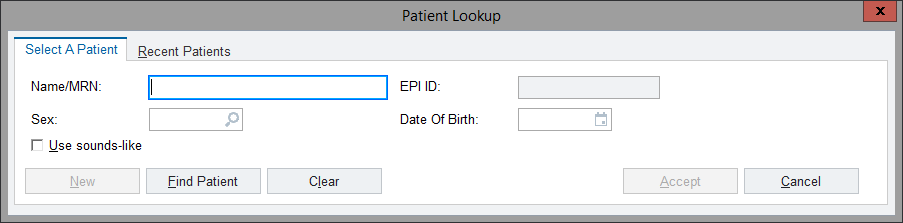 Patient Lookup
x
Select A Patient Recent Patients
Name/MRN: EPI ID:
Sex: Date Of Birth:
Use sounds-like
New Find Patient Clear Accept Cancel